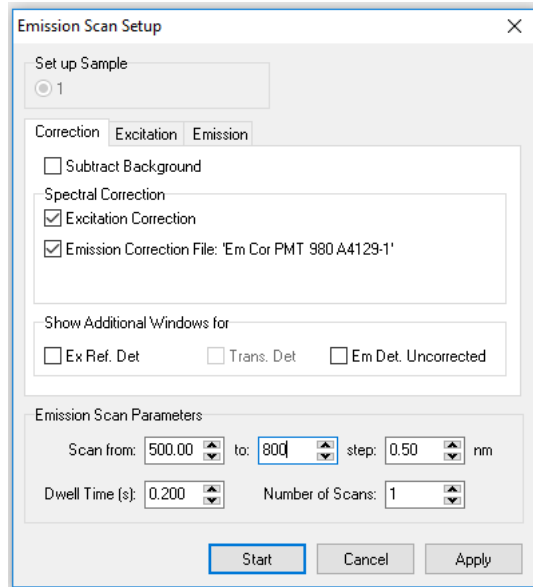 Emission Scan Setup
Set up Sample
1
Correction Excitation Emission
Subtract Background
Spectral Correction
Excitation Correction
Emission Correction File: 'Em Cor PMT 980 A4129-1'
Show Additional Windows for
Ex Ref. Det Trans. Det Em Det. Uncorrected
Emission Scan Parameters
Scan from: 500.00 to: 800 step: 0.50 nm
Dwell Time (s): 0.200 Number of Scans: 1
Start Cancel Apply